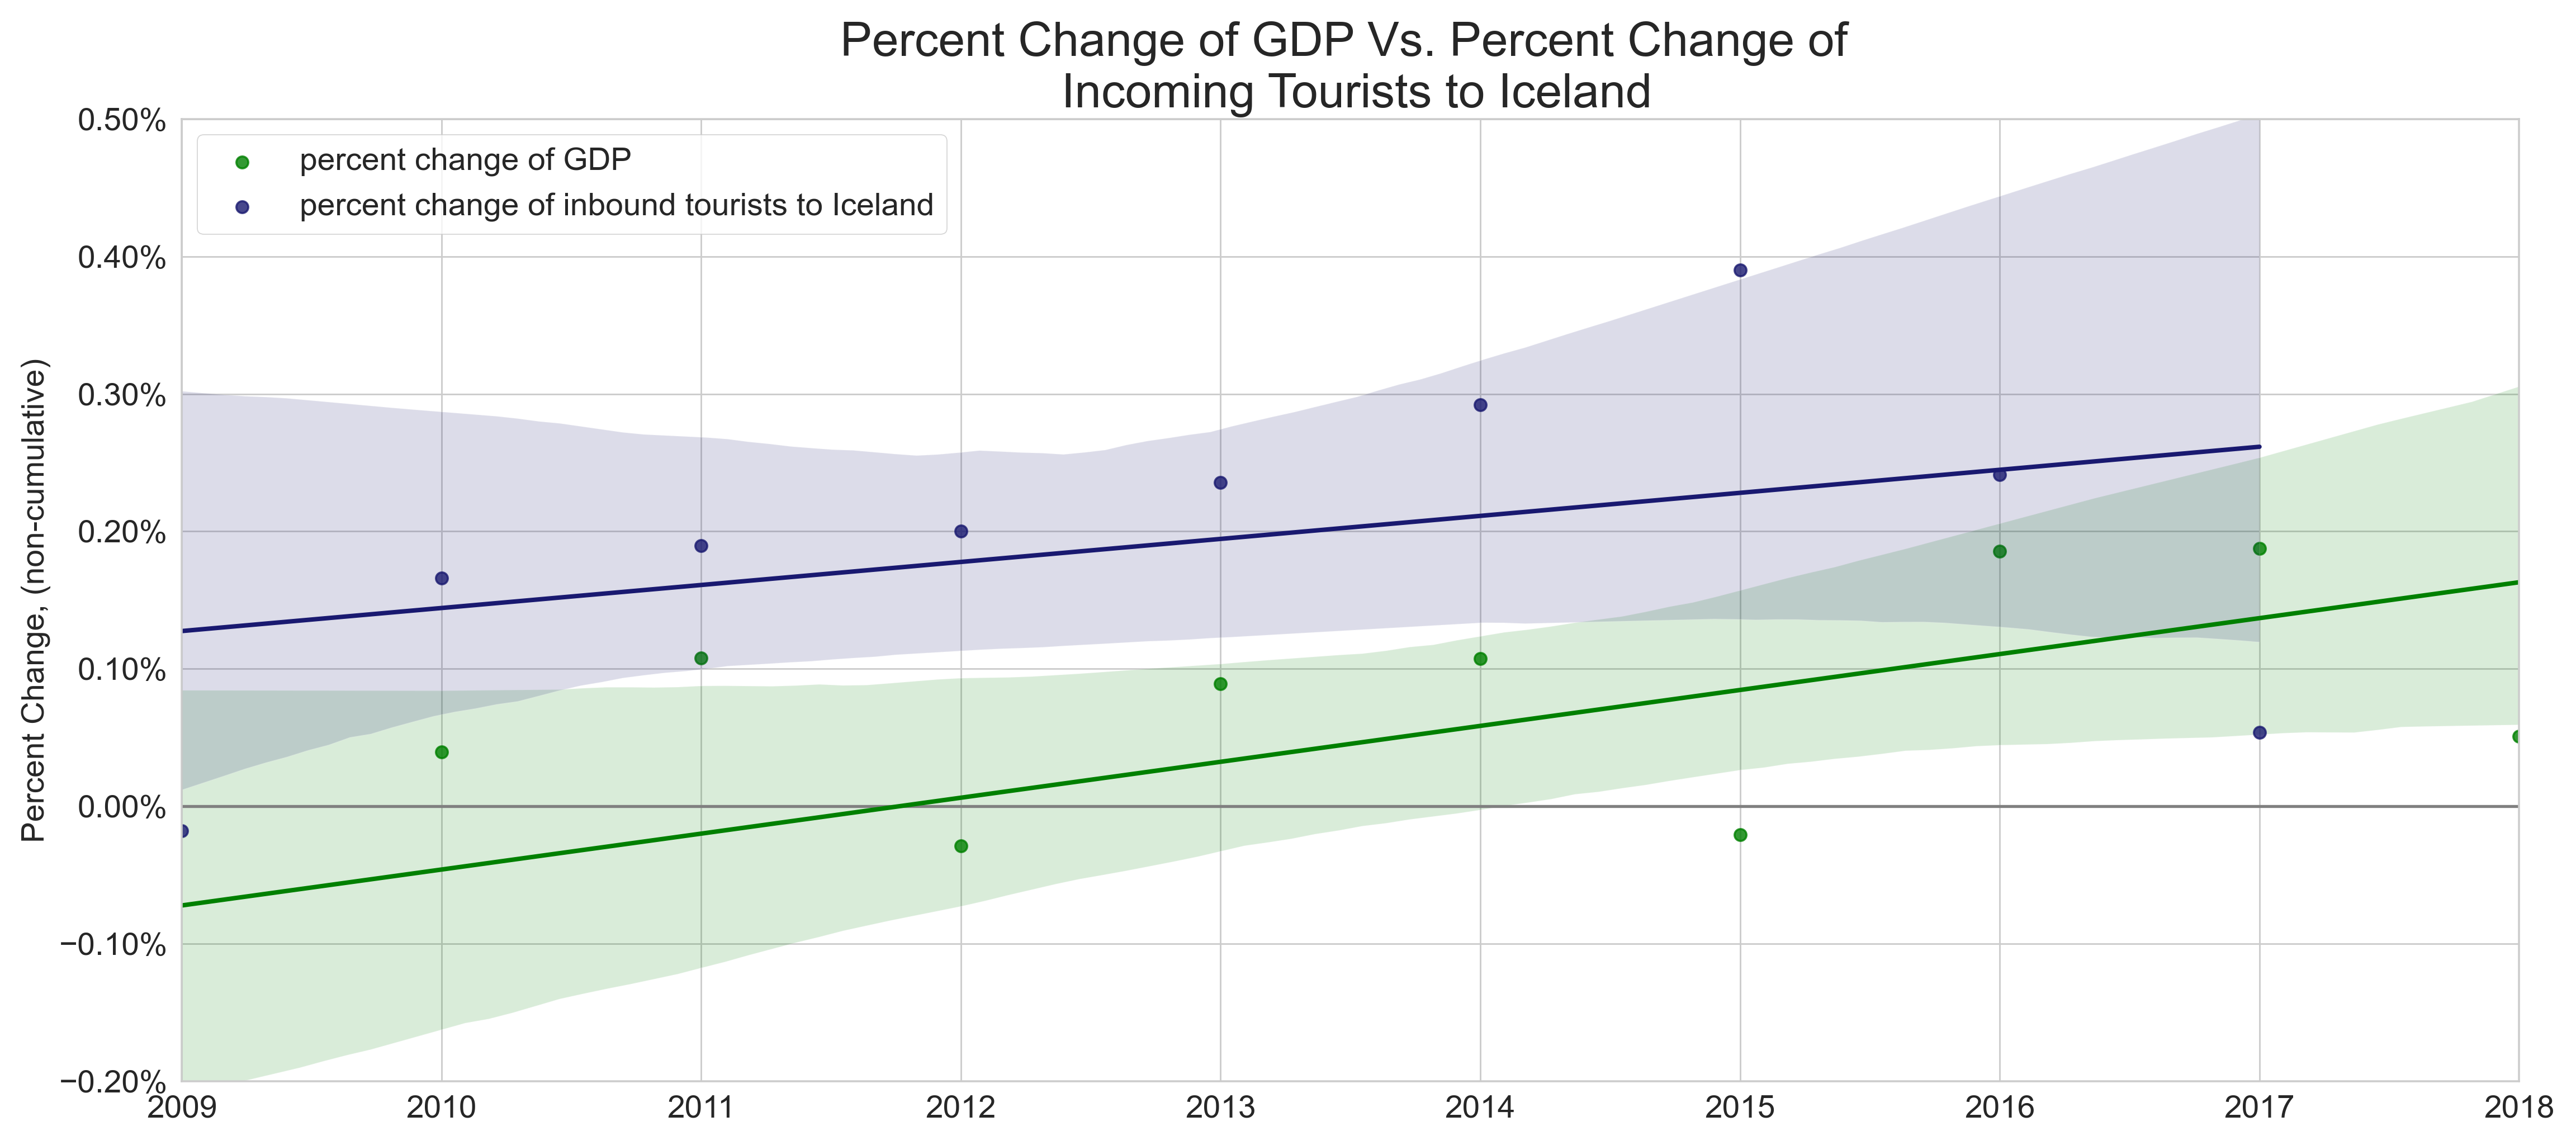 Percent Change of GDP Vs. Percent Change of
Incoming Tourists to Iceland
0.50%
0.40%
0.30%
0.20%
0.10%
0.00%
−0.10%
−0.20%
Percent Change, (non-cumulative)
percent change of GDP
percent change of inbound tourists to Iceland
2009 2010 2011 2012 2013 2014 2015 2016 2017 2018